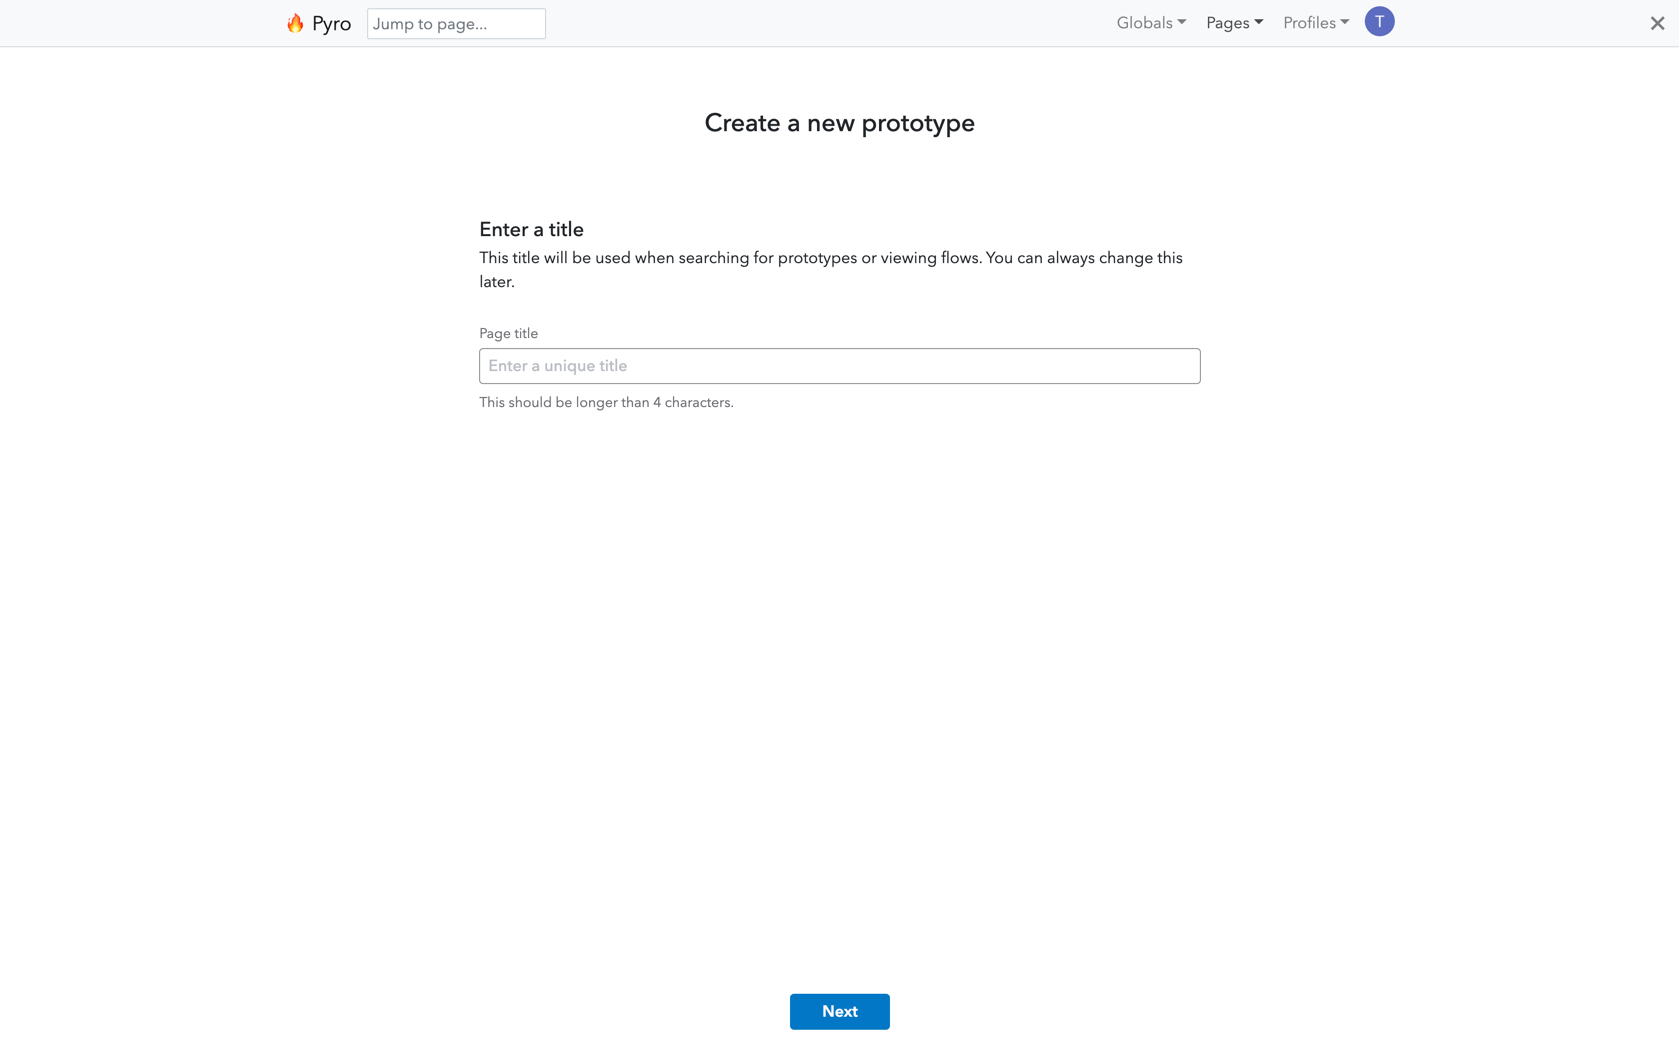 Pyro
Jump to page...
Globals
Pages
Profiles
T
Create a new prototype
Enter a title
This title will be used when searching for prototypes or viewing flows. You can always change this
later.
Page title
Enter a unique title
This should be longer than 4 characters.
Next